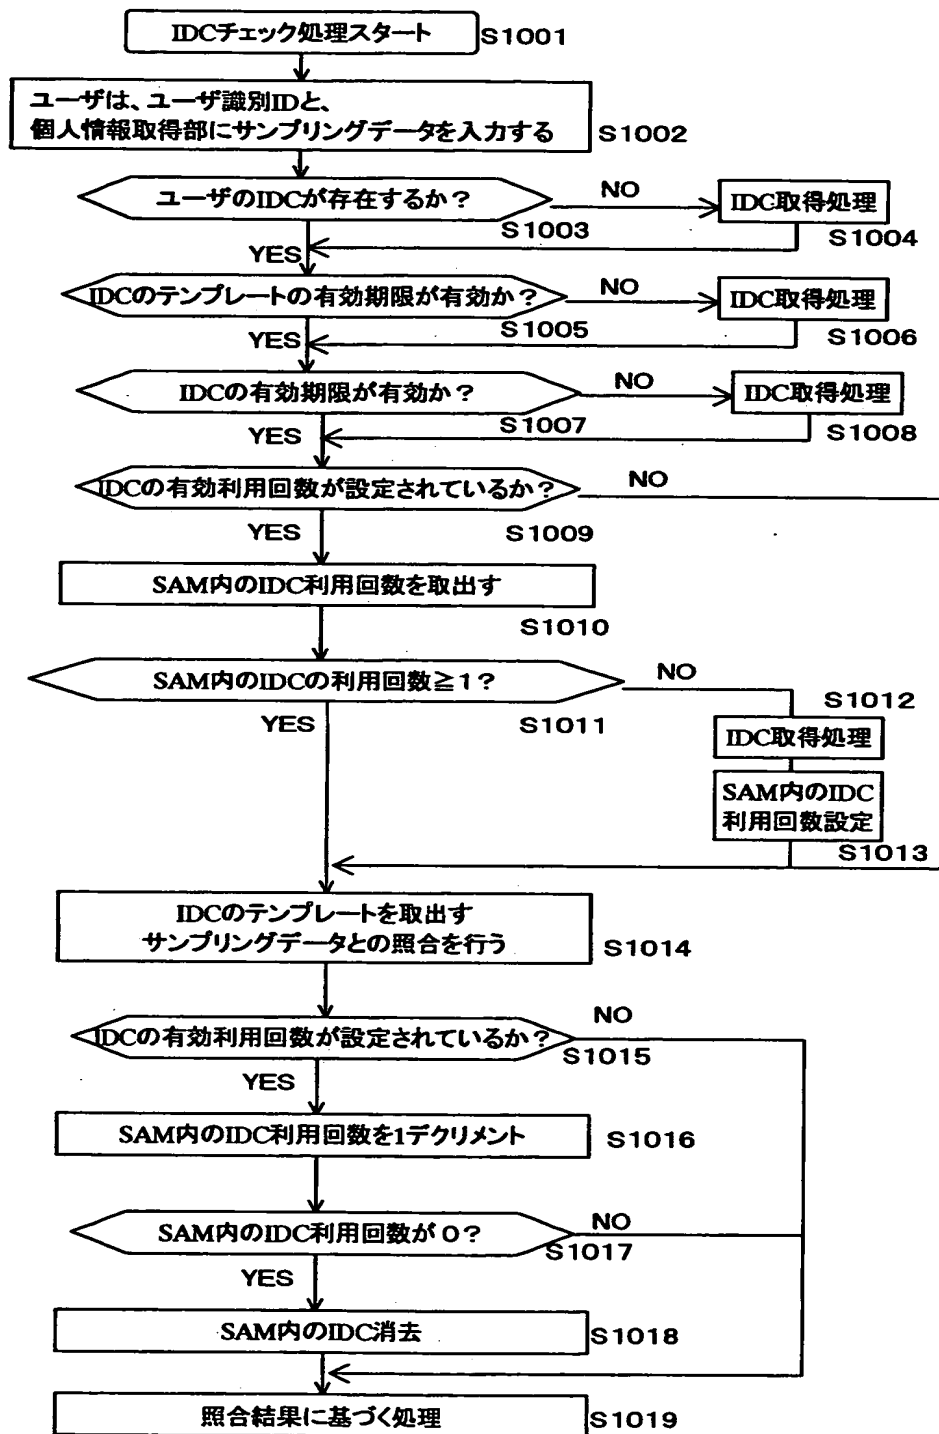 IDCチェック処理スタート
S1001
ユーザは、ユーザ識別IDと、
個人情報取得部にサンプリングデータを入力する
S1002
ユーザのIDCが存在するか？
NO
IDC取得処理
S1003
S1004
YES
IDCのテンプレートの有効期限が有効か？
NO
IDC取得処理
S1005
S1006
YES
IDCの有効期限が有効か？
NO
IDC取得処理
S1007
S1008
YES
IDCの有効利用回数が設定されているか？
NO
YES
S1009
SAM内のIDC利用回数を取出す
S1010
SAM内のIDCの利用回数≧1？
NO
S1011
YES
S1012
IDC取得処理
SAM内のIDC
利用回数設定
S1013
IDCのテンプレートを取出す
サンプリングデータとの照合を行う
S1014
IDCの有効利用回数が設定されているか？
NO
S1015
YES
SAM内のIDC利用回数を1デクリメント
S1016
SAM内のIDC利用回数が０？
NO
S1017
YES
SAM内のIDC消去
S1018
照合結果に基づく処理
S1019